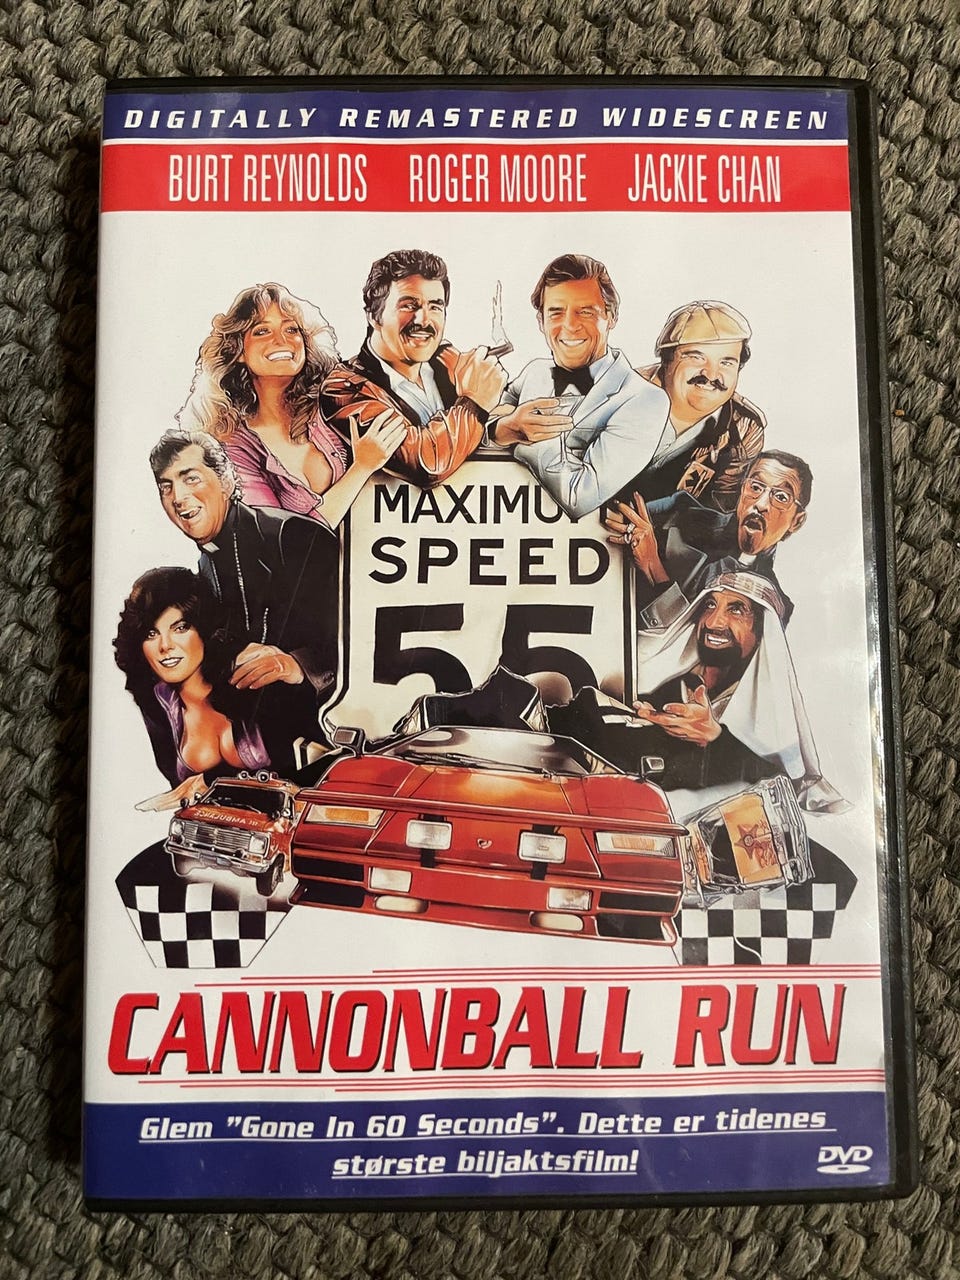 DIGITALLY REMASTERED WIDESCREEN
BURT REYNOLDS ROGER MOORE JACKIE CHAN
MAXIMUM
SPEED
55
AMBULANCE
CANNONBALL RUN
Glem "Gone In 60 Seconds". Dette er tidenes
største biljaktsfilm!
DVD